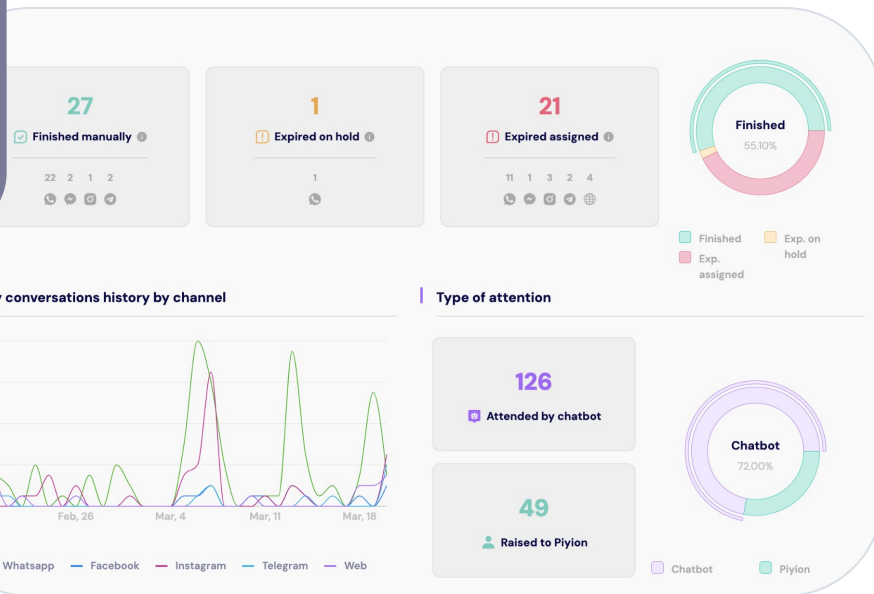 27
Finished manually
22 2 1 2
1
Expired on hold
1
21
Expired assigned
11 1 3 2 4
Finished
55.10%
Finished
Exp. on hold
Exp. assigned
y conversations history by channel
Feb, 26
Mar, 4
Mar, 11
Mar, 18
Whatsapp
Facebook
Instagram
Telegram
Web
Type of attention
126
Attended by chatbot
49
Raised to Piyion
Chatbot
72.00%
Chatbot
Piyion